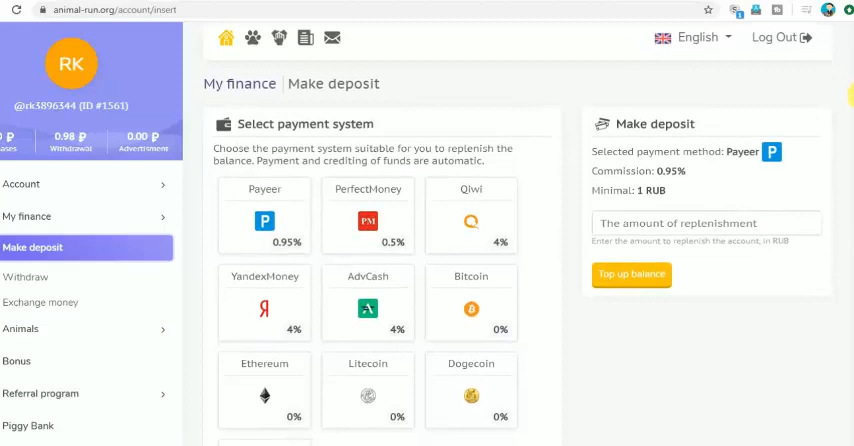 animal-run.org/account/insert
RK
@rk3896344 (ID #1561)
0 ₽
0.98 ₽
0.00 ₽
ases
Withdrawal
Advertisment
Account
My finance
Make deposit
Withdraw
Exchange money
Animals
Bonus
Referral program
Piggy Bank
English
Log Out
My finance
Make deposit
Select payment system
Choose the payment system suitable for you to replenish the
balance. Payment and crediting of funds are automatic.
Payeer
PerfectMoney
Qiwi
P
PM
0.95%
0.5%
4%
YandexMoney
AdvCash
Bitcoin
Я
4%
4%
0%
Ethereum
Litecoin
Dogecoin
0%
0%
0%
Make deposit
Selected payment method: Payeer P
Commission: 0.95%
Minimal: 1 RUB
The amount of replenishment
Enter the amount to replenish the account, in RUB
Top up balance